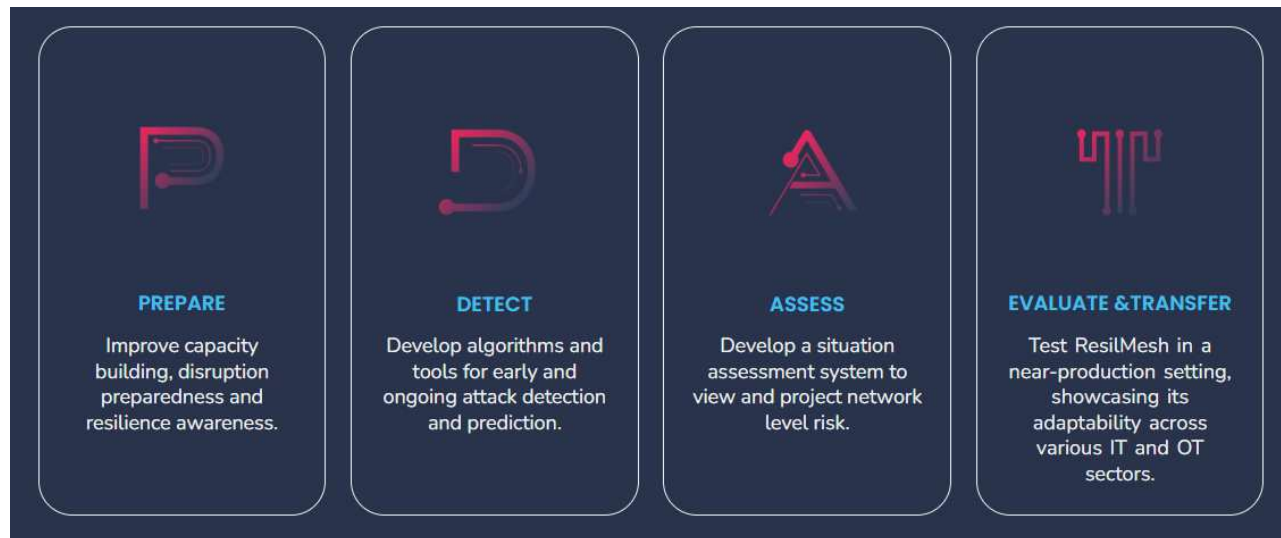 P
D
A
T
PREPARE
Improve capacity
building, disruption
preparedness and
resilience awareness.
DETECT
Develop algorithms and
tools for early and
ongoing attack detection
and prediction.
ASSESS
Develop a situation
assessment system to
view and project network
level risk.
EVALUATE &TRANSFER
Test ResilMesh in a
near-production setting,
showcasing its
adaptability across
various IT and OT
sectors.